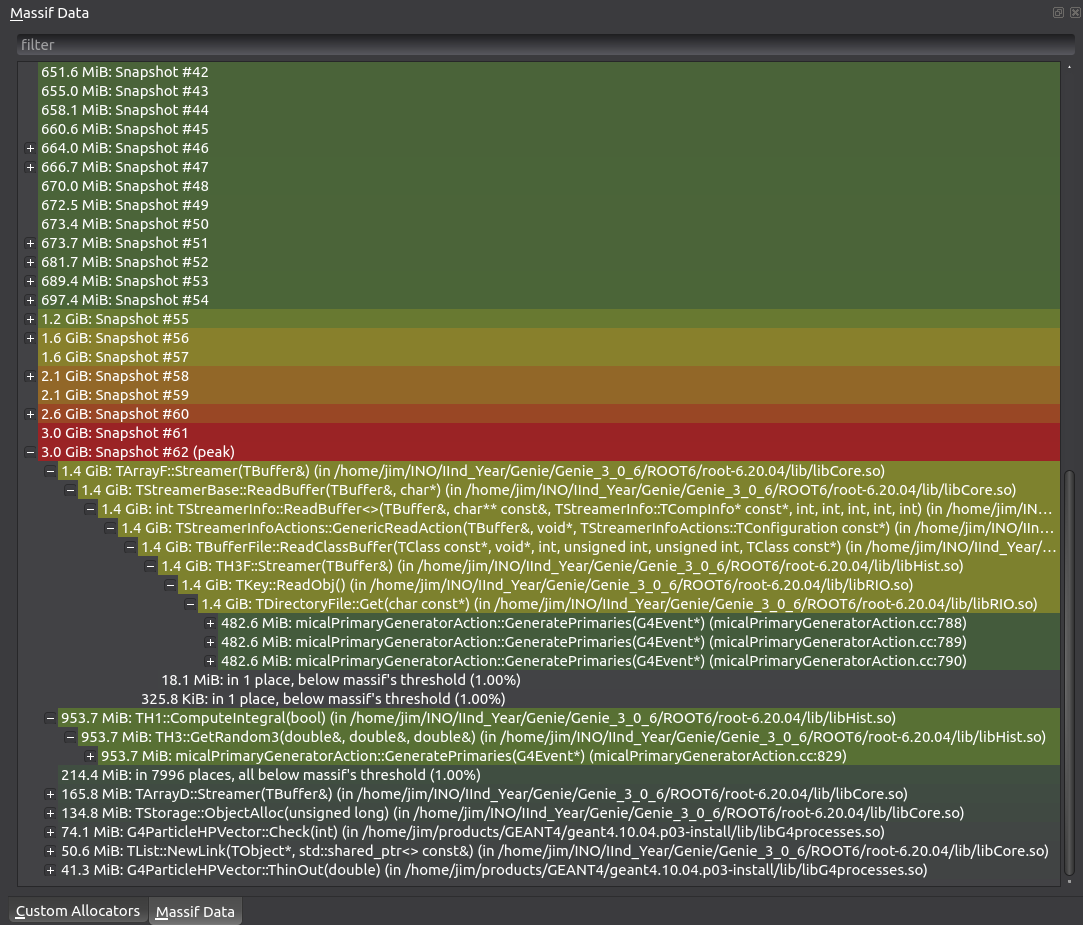 Massif Data
filter
651.6 MiB: Snapshot #42
655.0 MiB: Snapshot #43
658.1 MiB: Snapshot #44
660.6 MiB: Snapshot #45
664.0 MiB: Snapshot #46
666.7 MiB: Snapshot #47
670.0 MiB: Snapshot #48
672.5 MiB: Snapshot #49
673.4 MiB: Snapshot #50
673.7 MiB: Snapshot #51
681.7 MiB: Snapshot #52
689.4 MiB: Snapshot #53
697.4 MiB: Snapshot #54
1.2 GiB: Snapshot #55
1.6 GiB: Snapshot #56
1.6 GiB: Snapshot #57
2.1 GiB: Snapshot #58
2.1 GiB: Snapshot #59
2.6 GiB: Snapshot #60
3.0 GiB: Snapshot #61
3.0 GiB: Snapshot #62 (peak)
1.4 GiB: TArrayF::Streamer(TBuffer&) (in /home/jim/INO/IInd_Year/Genie/Genie_3_0_6/ROOT6/root-6.20.04/lib/libCore.so)
1.4 GiB: TStreamerBase::ReadBuffer(TBuffer&, char*) (in /home/jim/INO/IInd_Year/Genie/Genie_3_0_6/ROOT6/root-6.20.04/lib/libCore.so)
1.4 GiB: int TStreamerInfo::ReadBuffer<>(TBuffer&, char** const&, TStreamerInfo::TCompInfo* const*, int, int, int, int, int) (in /home/jim/IN…
1.4 GiB: TStreamerInfoActions::GenericReadAction(TBuffer&, void*, TStreamerInfoActions::TConfiguration const*) (in /home/jim/INO/IIn…
1.4 GiB: TBufferFile::ReadClassBuffer(TClass const*, void*, int, unsigned int, unsigned int, TClass const*) (in /home/jim/INO/IInd_Year/…
1.4 GiB: TH3F::Streamer(TBuffer&) (in /home/jim/INO/IInd_Year/Genie/Genie_3_0_6/ROOT6/root-6.20.04/lib/libHist.so)
1.4 GiB: TKey::ReadObj() (in /home/jim/INO/IInd_Year/Genie/Genie_3_0_6/ROOT6/root-6.20.04/lib/libRIO.so)
1.4 GiB: TDirectoryFile::Get(char const*) (in /home/jim/INO/IInd_Year/Genie/Genie_3_0_6/ROOT6/root-6.20.04/lib/libRIO.so)
482.6 MiB: micalPrimaryGeneratorAction::GeneratePrimaries(G4Event*) (micalPrimaryGeneratorAction.cc:788)
482.6 MiB: micalPrimaryGeneratorAction::GeneratePrimaries(G4Event*) (micalPrimaryGeneratorAction.cc:789)
482.6 MiB: micalPrimaryGeneratorAction::GeneratePrimaries(G4Event*) (micalPrimaryGeneratorAction.cc:790)
18.1 MiB: in 1 place, below massif's threshold (1.00%)
325.8 KiB: in 1 place, below massif's threshold (1.00%)
953.7 MiB: TH1::ComputeIntegral(bool) (in /home/jim/INO/IInd_Year/Genie/Genie_3_0_6/ROOT6/root-6.20.04/lib/libHist.so)
953.7 MiB: TH3::GetRandom3(double&, double&, double&) (in /home/jim/INO/IInd_Year/Genie/Genie_3_0_6/ROOT6/root-6.20.04/lib/libHist.so)
953.7 MiB: micalPrimaryGeneratorAction::GeneratePrimaries(G4Event*) (micalPrimaryGeneratorAction.cc:829)
214.4 MiB: in 7996 places, all below massif's threshold (1.00%)
165.8 MiB: TArrayD::Streamer(TBuffer&) (in /home/jim/INO/IInd_Year/Genie/Genie_3_0_6/ROOT6/root-6.20.04/lib/libCore.so)
134.8 MiB: TStorage::ObjectAlloc(unsigned long) (in /home/jim/INO/IInd_Year/Genie/Genie_3_0_6/ROOT6/root-6.20.04/lib/libCore.so)
74.1 MiB: G4ParticleHPVector::Check(int) (in /home/jim/products/GEANT4/geant4.10.04.p03-install/lib/libG4processes.so)
50.6 MiB: TList::NewLink(TObject*, std::shared_ptr<> const&) (in /home/jim/INO/IInd_Year/Genie/Genie_3_0_6/ROOT6/root-6.20.04/lib/libCore.so)
41.3 MiB: G4ParticleHPVector::ThinOut(double) (in /home/jim/products/GEANT4/geant4.10.04.p03-install/lib/libG4processes.so)
Custom Allocators Massif Data